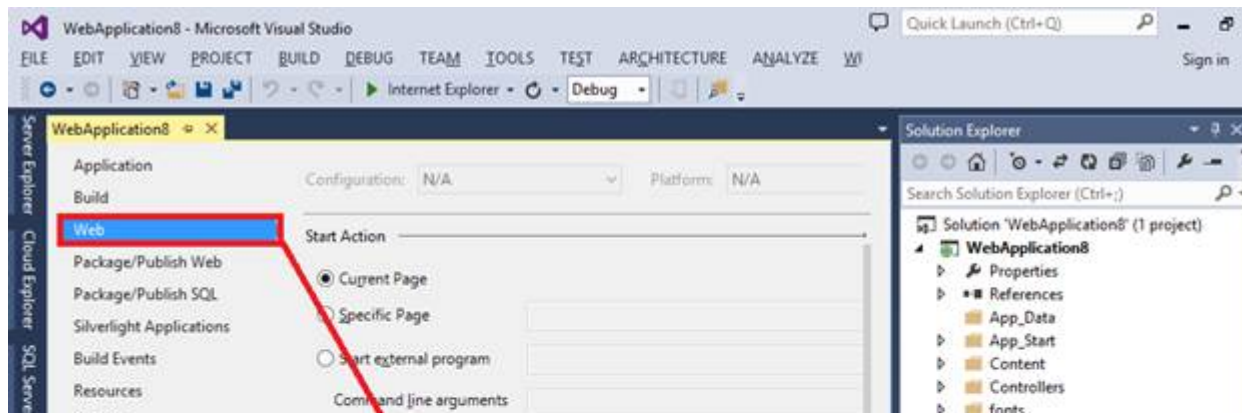 WebApplication8 - Microsoft Visual Studio
Quick Launch (Ctrl+Q)
FILE EDIT VIEW PROJECT BUILD DEBUG TEAM TOOLS TEST ARCHITECTURE ANALYZE WI
Sign in
Internet Explorer
Debug
Server Explorer
Cloud Explorer
SQL Serve
WebApplication8
Application
Build
Web
Package/Publish Web
Package/Publish SQL
Silverlight Applications
Build Events
Resources
Configuration: N/A
Platform: N/A
Start Action
Current Page
Specific Page
Start external program
Command line arguments
Solution Explorer
Search Solution Explorer (Ctrl+;)
Solution 'WebApplication8' (1 project)
WebApplication8
Properties
References
App_Data
App_Start
Content
Controllers
fonts